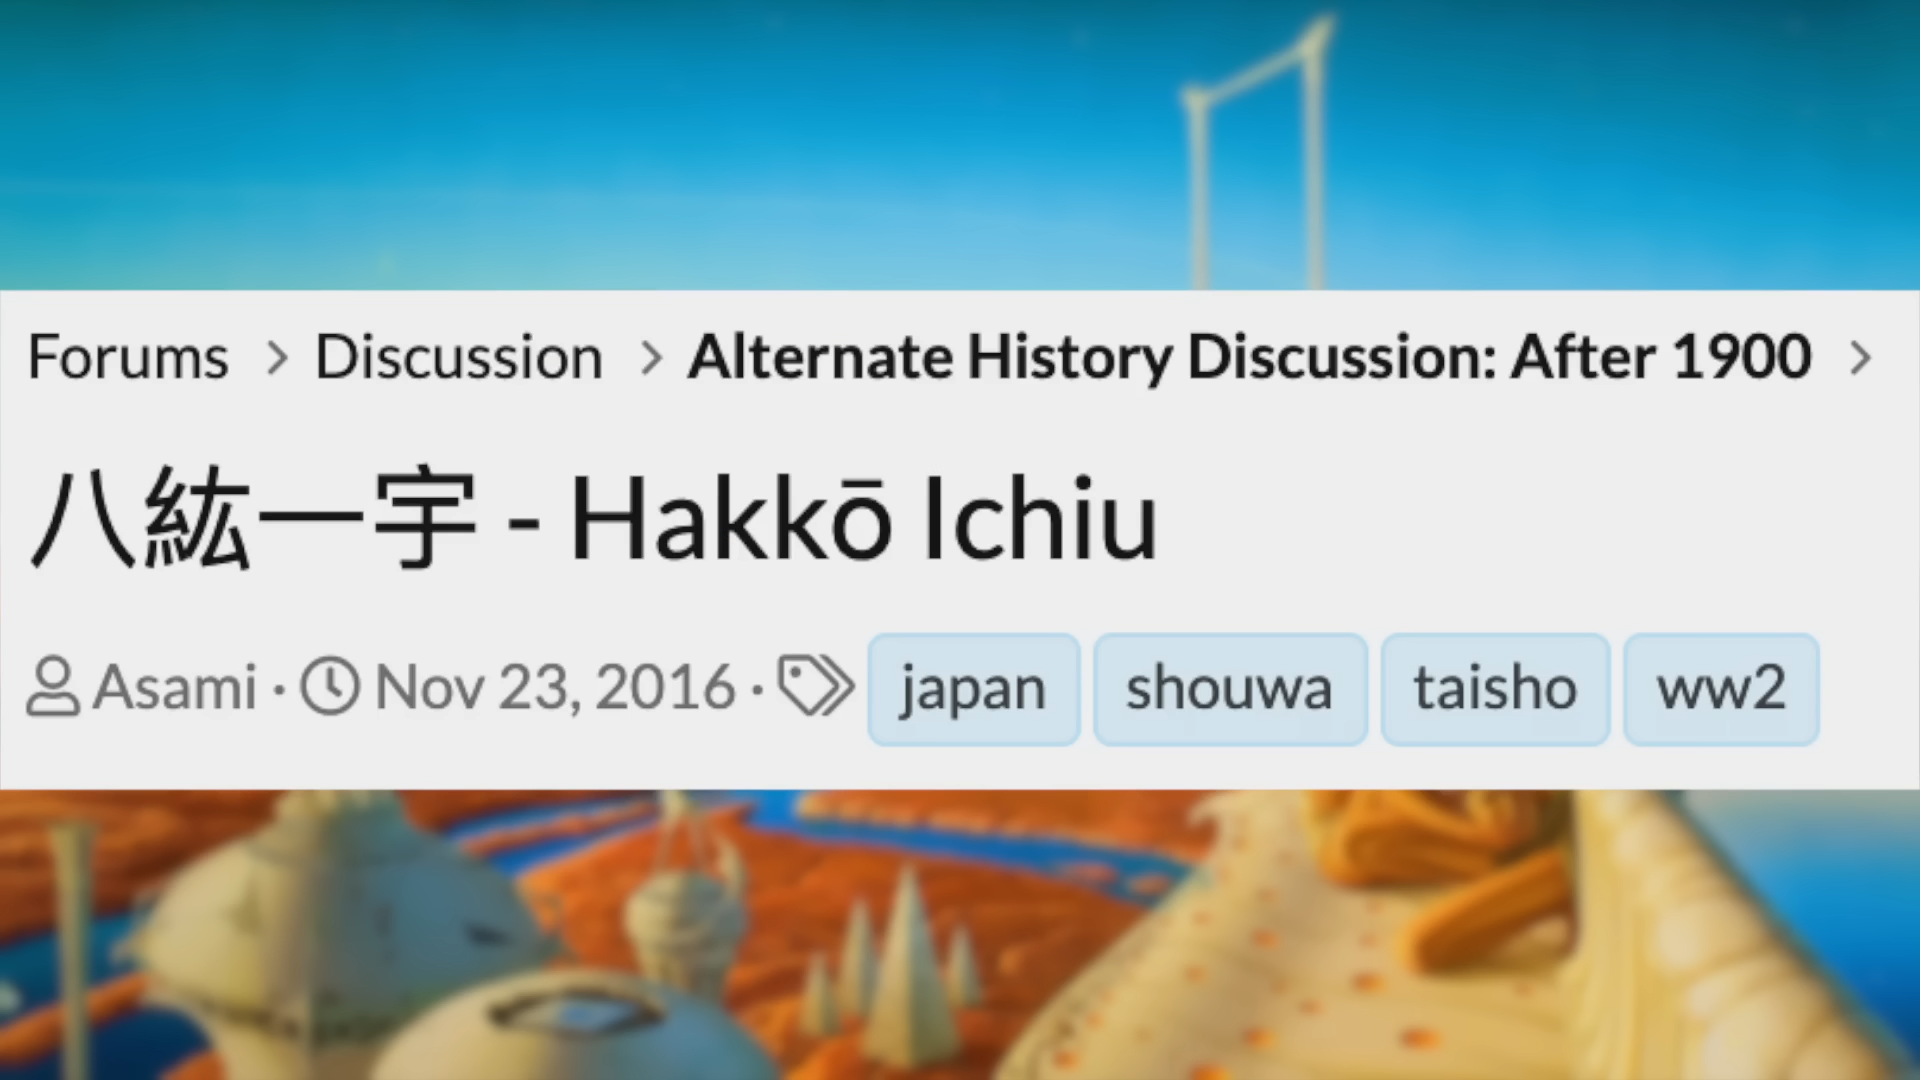 Forums > Discussion > Alternate History Discussion: After 1900 >
八紘一宇 - Hakkō Ichiu
Asami · Nov 23, 2016 · japan shouwa taisho ww2